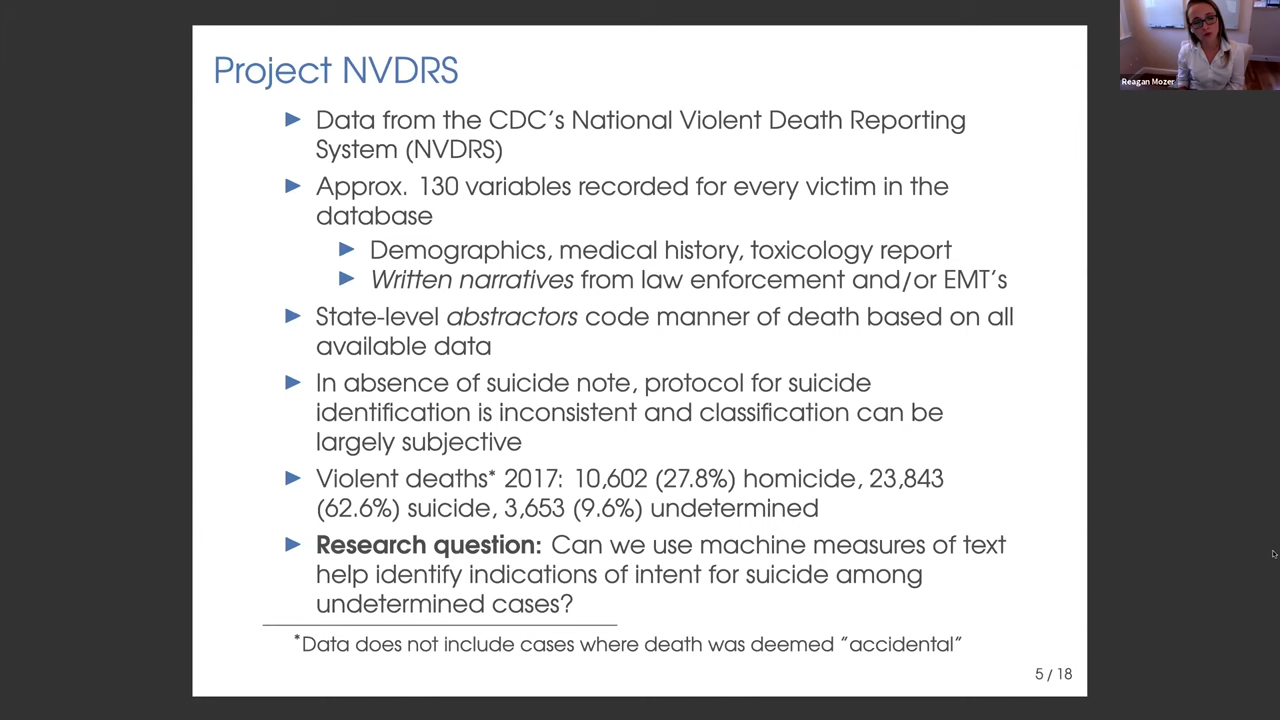 Project NVDRS
Reagan Mozer
▶ Data from the CDC's National Violent Death Reporting
System (NVDRS)
▶ Approx. 130 variables recorded for every victim in the
database
▶ Demographics, medical history, toxicology report
▶ Written narratives from law enforcement and/or EMT's
▶ State-level abstractors code manner of death based on all
available data
▶ In absence of suicide note, protocol for suicide
identification is inconsistent and classification can be
largely subjective
▶ Violent deaths* 2017: 10,602 (27.8%) homicide, 23,843
(62.6%) suicide, 3,653 (9.6%) undetermined
▶ Research question: Can we use machine measures of text
help identify indications of intent for suicide among
undetermined cases?
*Data does not include cases where death was deemed "accidental"
5 / 18